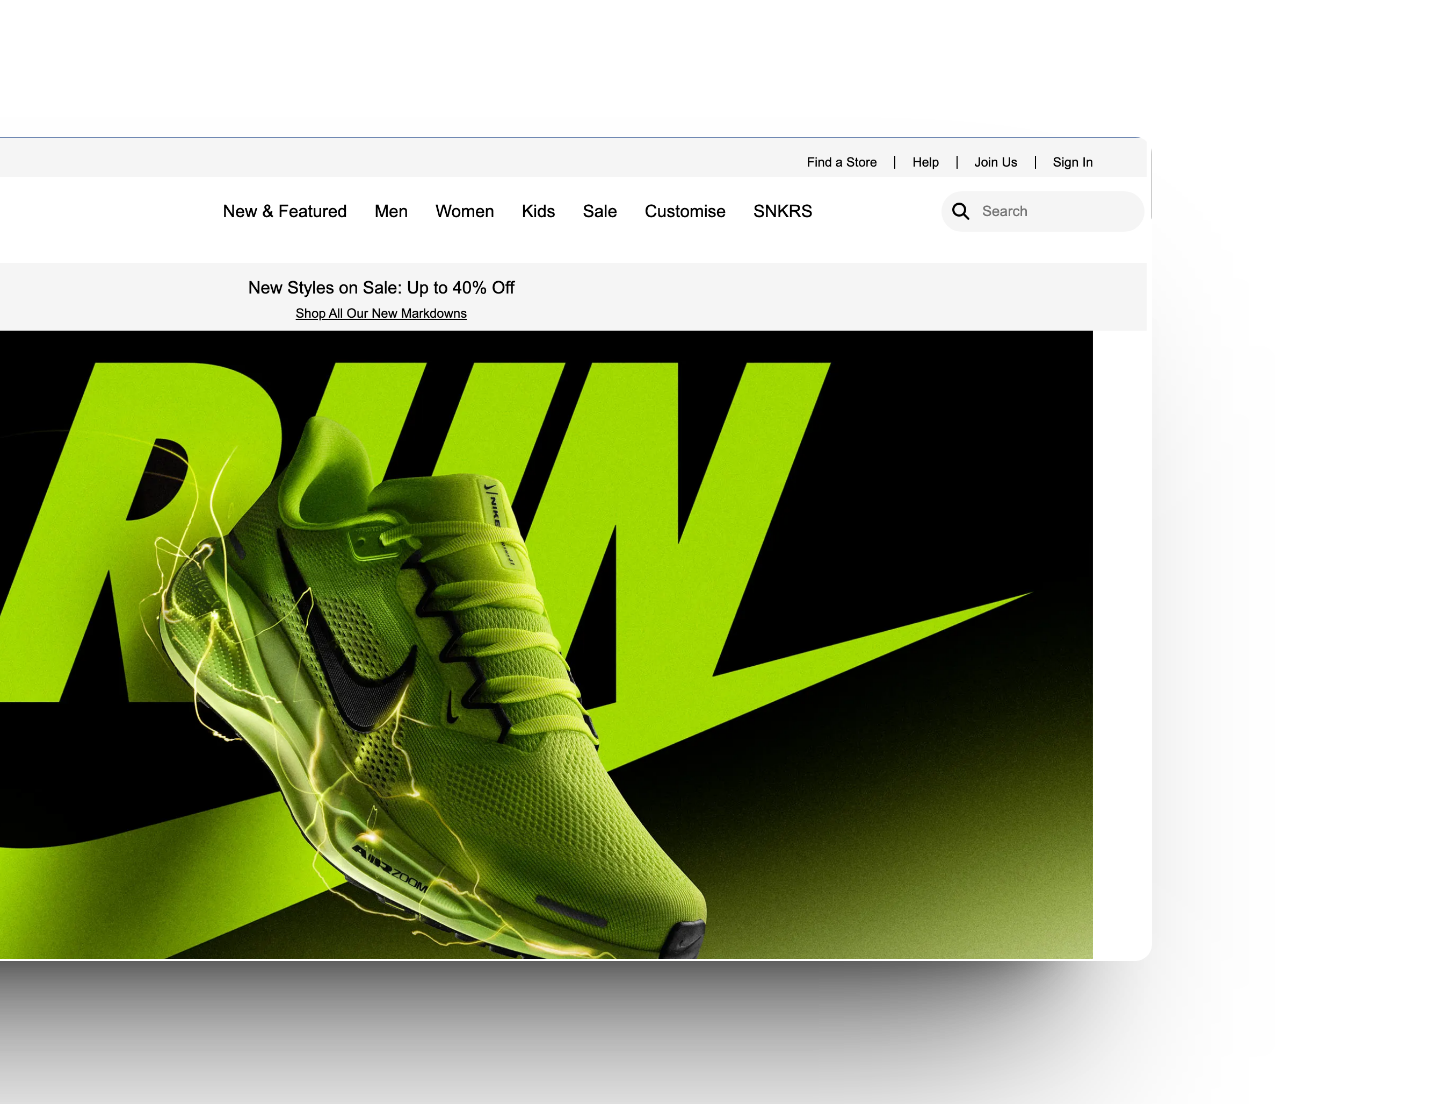 Find a Store | Help | Join Us | Sign In
New & Featured Men Women Kids Sale Customise SNKRS Search
New Styles on Sale: Up to 40% Off
Shop All Our New Markdowns
RUN
NIKE
AIR ZOOM